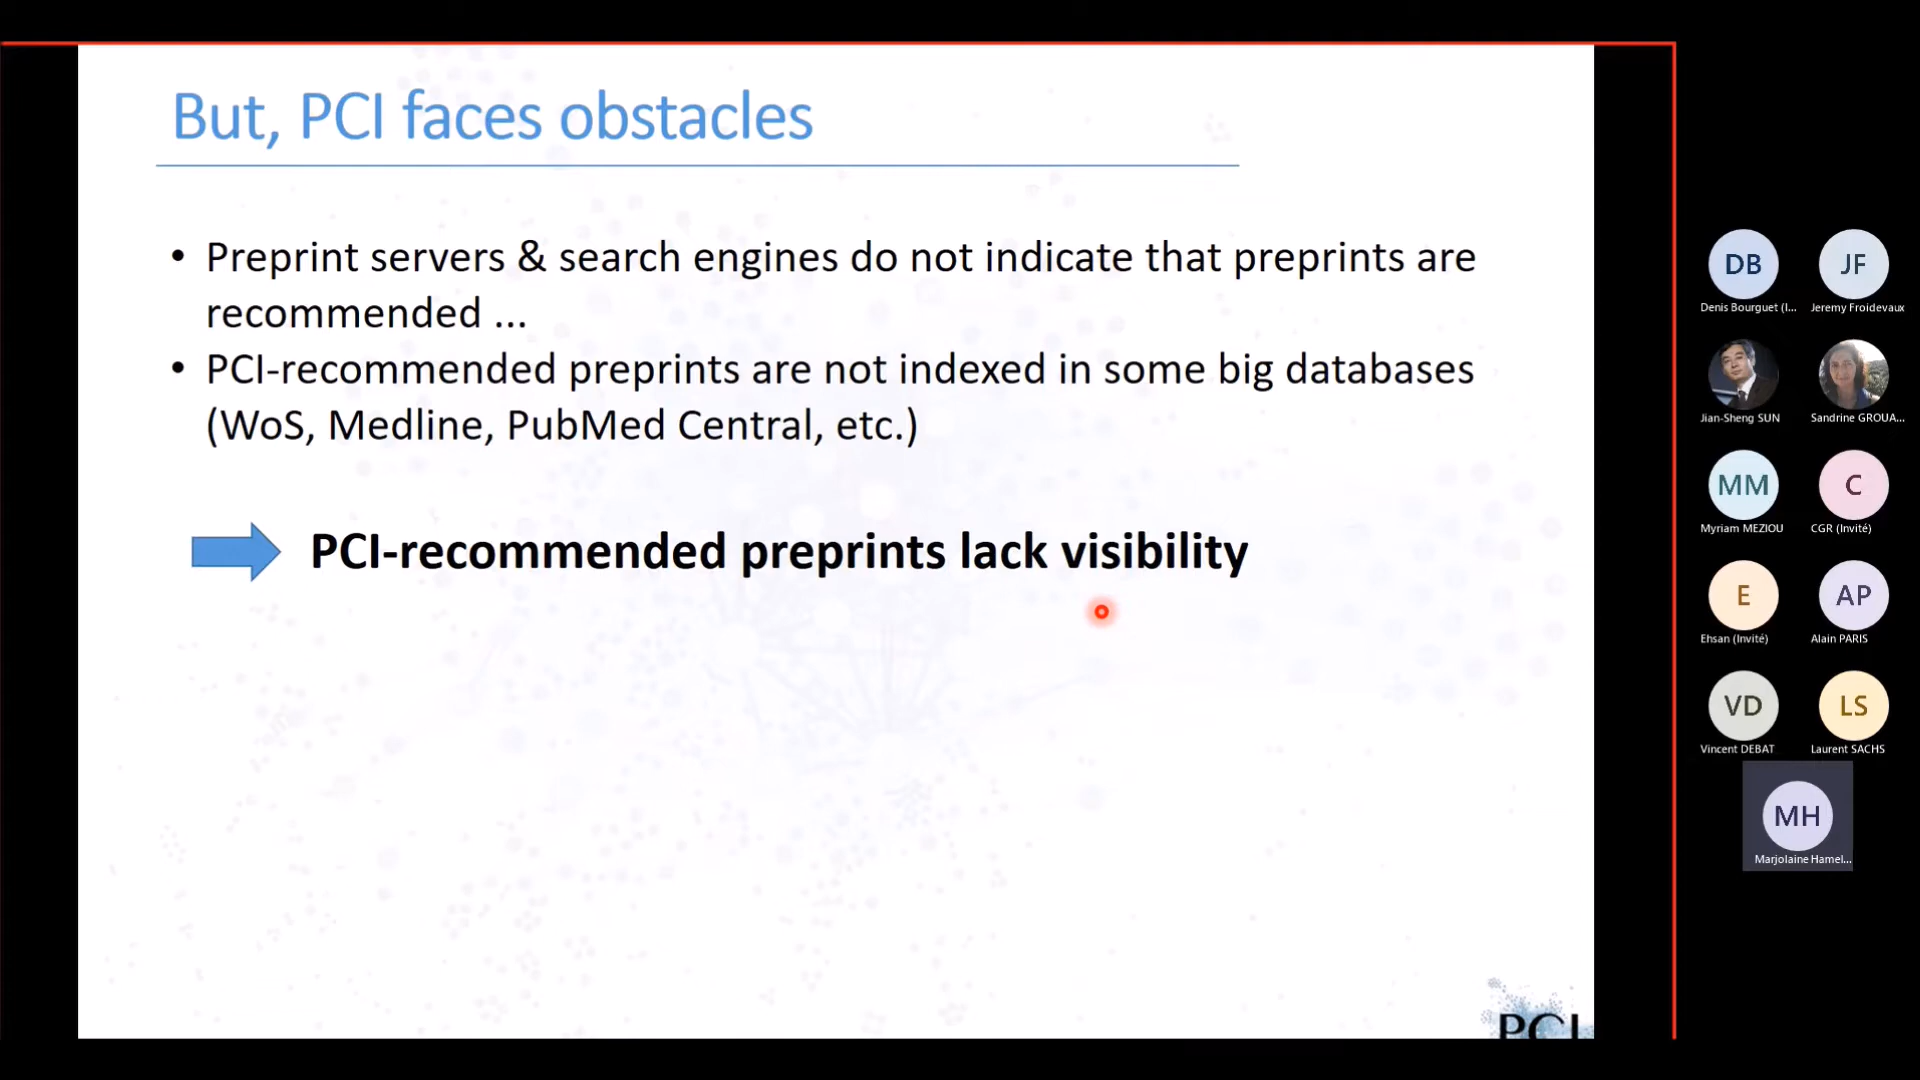 But, PCI faces obstacles
• Preprint servers & search engines do not indicate that preprints are
recommended ...
• PCI-recommended preprints are not indexed in some big databases
(WoS, Medline, PubMed Central, etc.)
PCI-recommended preprints lack visibility
PCI
DB
Denis Bourguet (I...
JF
Jeremy Froidevaux
Jian-Sheng SUN
Sandrine GROUA...
MM
Myriam MEZIOU
C
CGR (Invité)
E
Ehsan (Invité)
AP
Alain PARIS
VD
Vincent DEBAT
LS
Laurent SACHS
MH
Marjolaine Hamel...